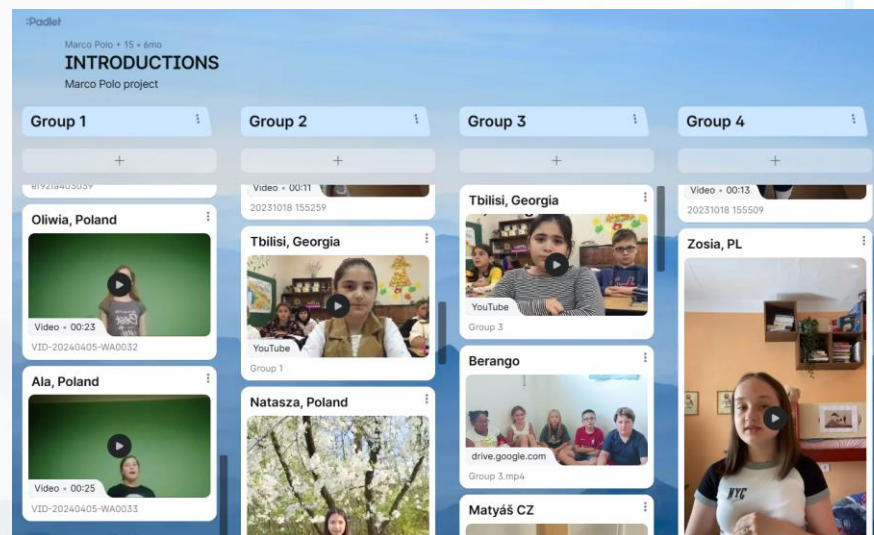 :Padlet
Marco Polo + 15 • 6mo
INTRODUCTIONS
Marco Polo project
Group 1
+
Oliwia, Poland
Video • 00:23
VID-20240405-WA0032
Ala, Poland
Video • 00:25
VID-20240405-WA0033
Group 2
+
Video • 00:11
20231018 155259
Tbilisi, Georgia
YouTube
Group 1
Natasza, Poland
Group 3
+
Tbilisi, Georgia
YouTube
Group 3
Berango
drive.google.com
Group 3.mp4
Matyáš CZ
Group 4
+
Video • 00:13
20231018 155509
Zosia, PL
NYC